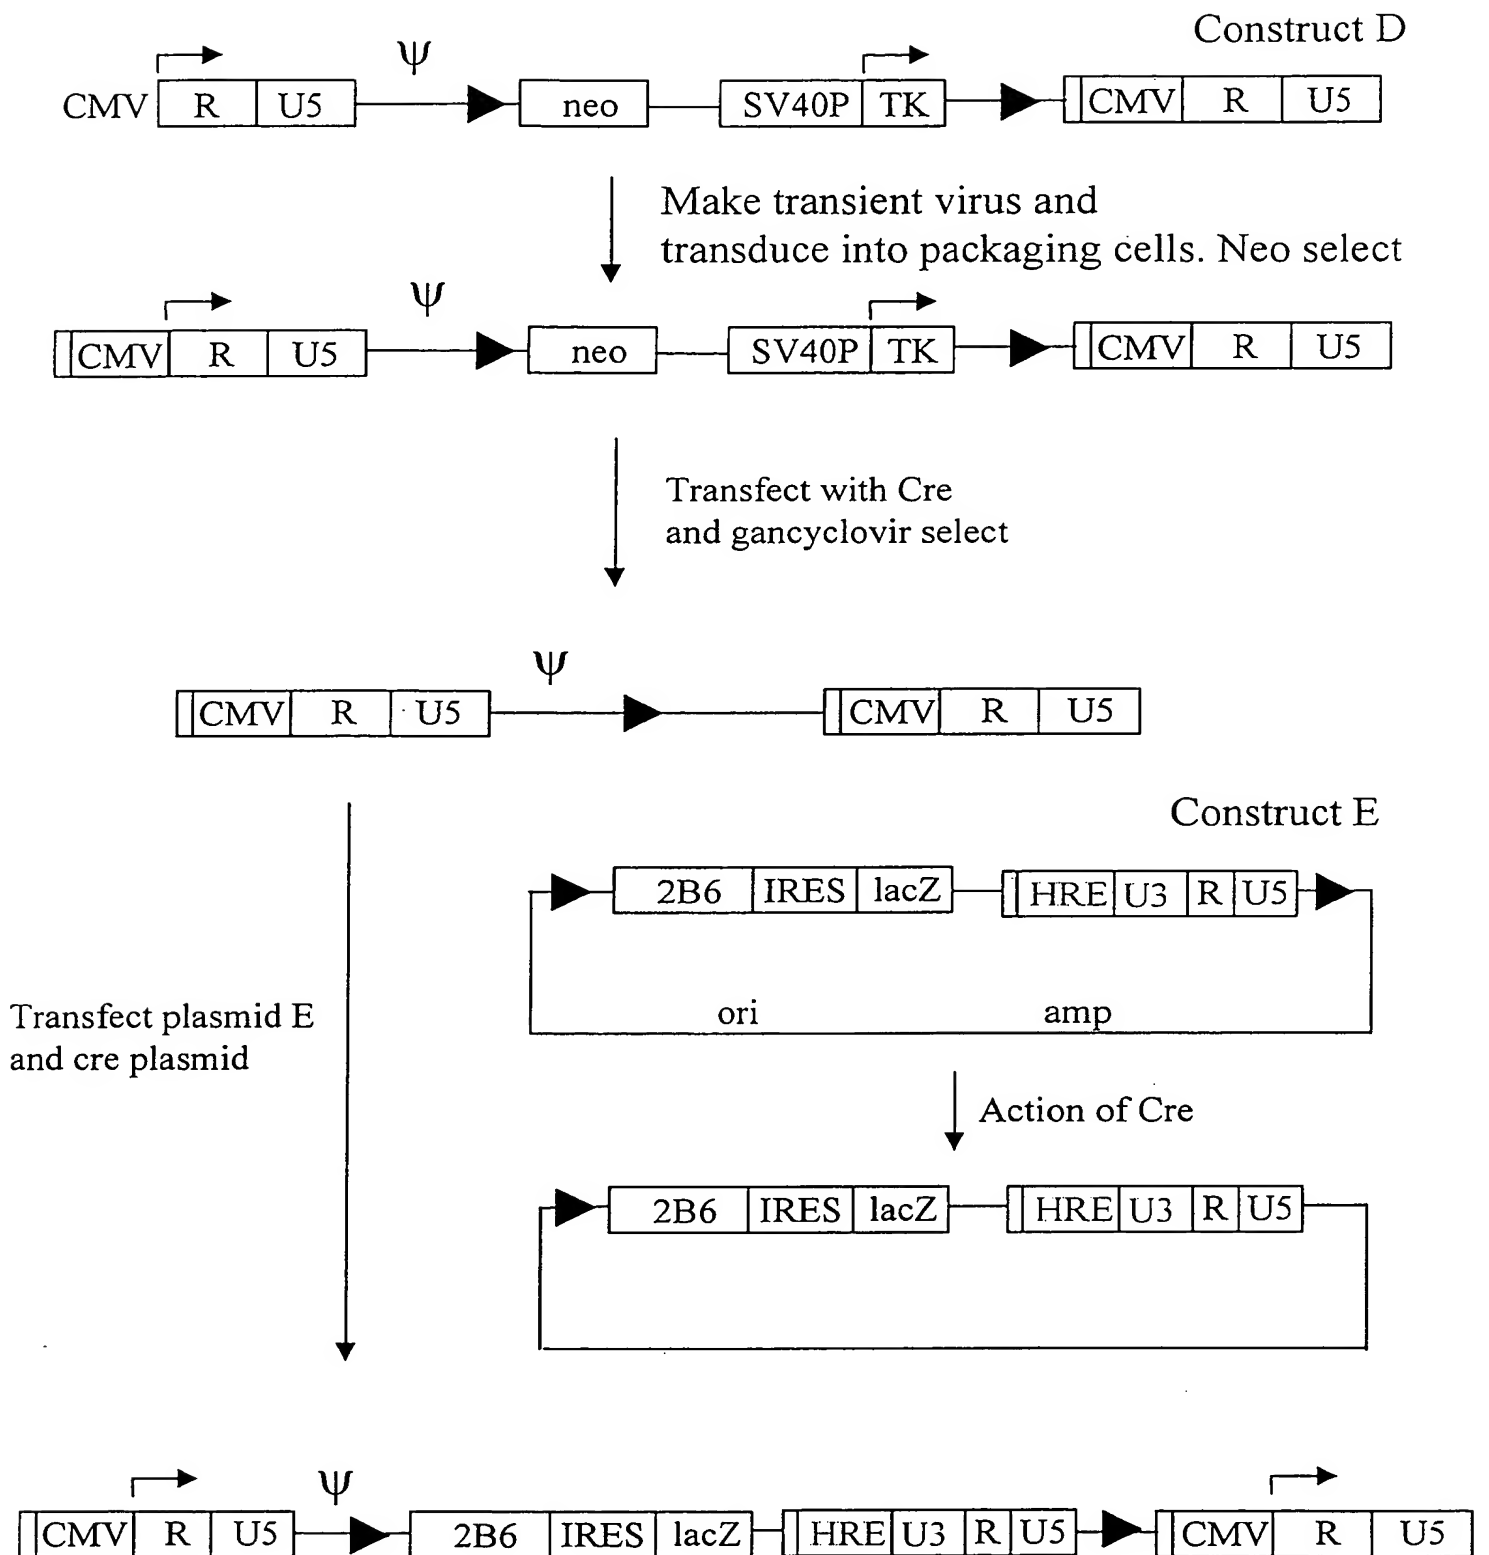 Construct D
ψ
CMV R U5 neo SV40P TK CMV R U5
Make transient virus and
transduce into packaging cells. Neo select
ψ
CMV R U5 neo SV40P TK CMV R U5
Transfect with Cre
and gancyclovir select
ψ
CMV R U5 CMV R U5
Construct E
2B6 IRES lacZ HRE U3 R U5
ori amp
Transfect plasmid E
and cre plasmid
Action of Cre
2B6 IRES lacZ HRE U3 R U5
ψ
CMV R U5 2B6 IRES lacZ HRE U3 R U5 CMV R U5